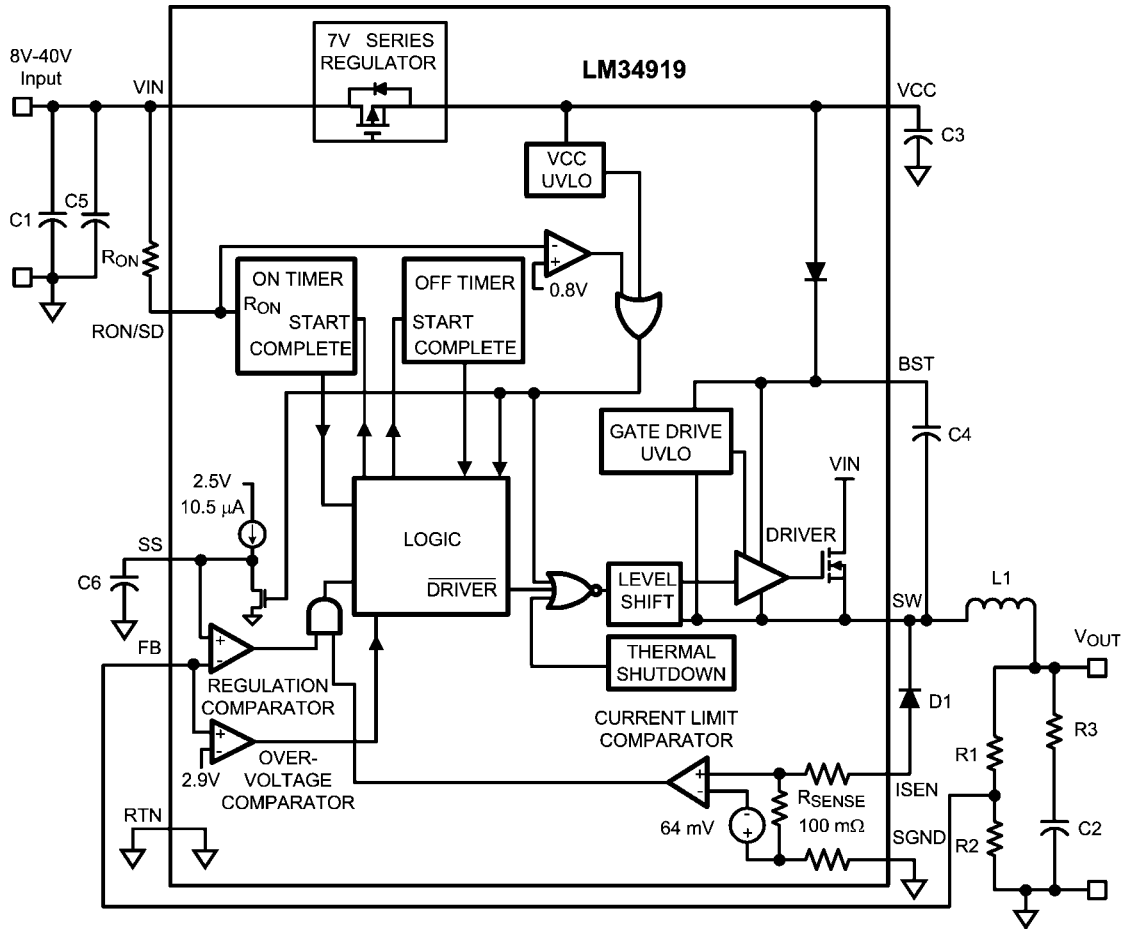 8V-40V
Input
VIN
7V SERIES
REGULATOR
LM34919
VCC
C3
VCC
UVLO
C1
C5
RON
-
+
0.8V
ON TIMER
RON
START
COMPLETE
OFF TIMER
START
COMPLETE
RON/SD
BST
GATE DRIVE
UVLO
C4
VIN
2.5V
10.5 μA
SS
C6
LOGIC
DRIVER
DRIVER
LEVEL
SHIFT
SW
L1
VOUT
THERMAL
SHUTDOWN
FB
+
-
REGULATION
COMPARATOR
+
-
2.9V
OVER-
VOLTAGE
COMPARATOR
CURRENT LIMIT
COMPARATOR
D1
R3
R1
+
-
RSENSE
100 mΩ
ISEN
64 mV
-
+
SGND
R2
C2
RTN